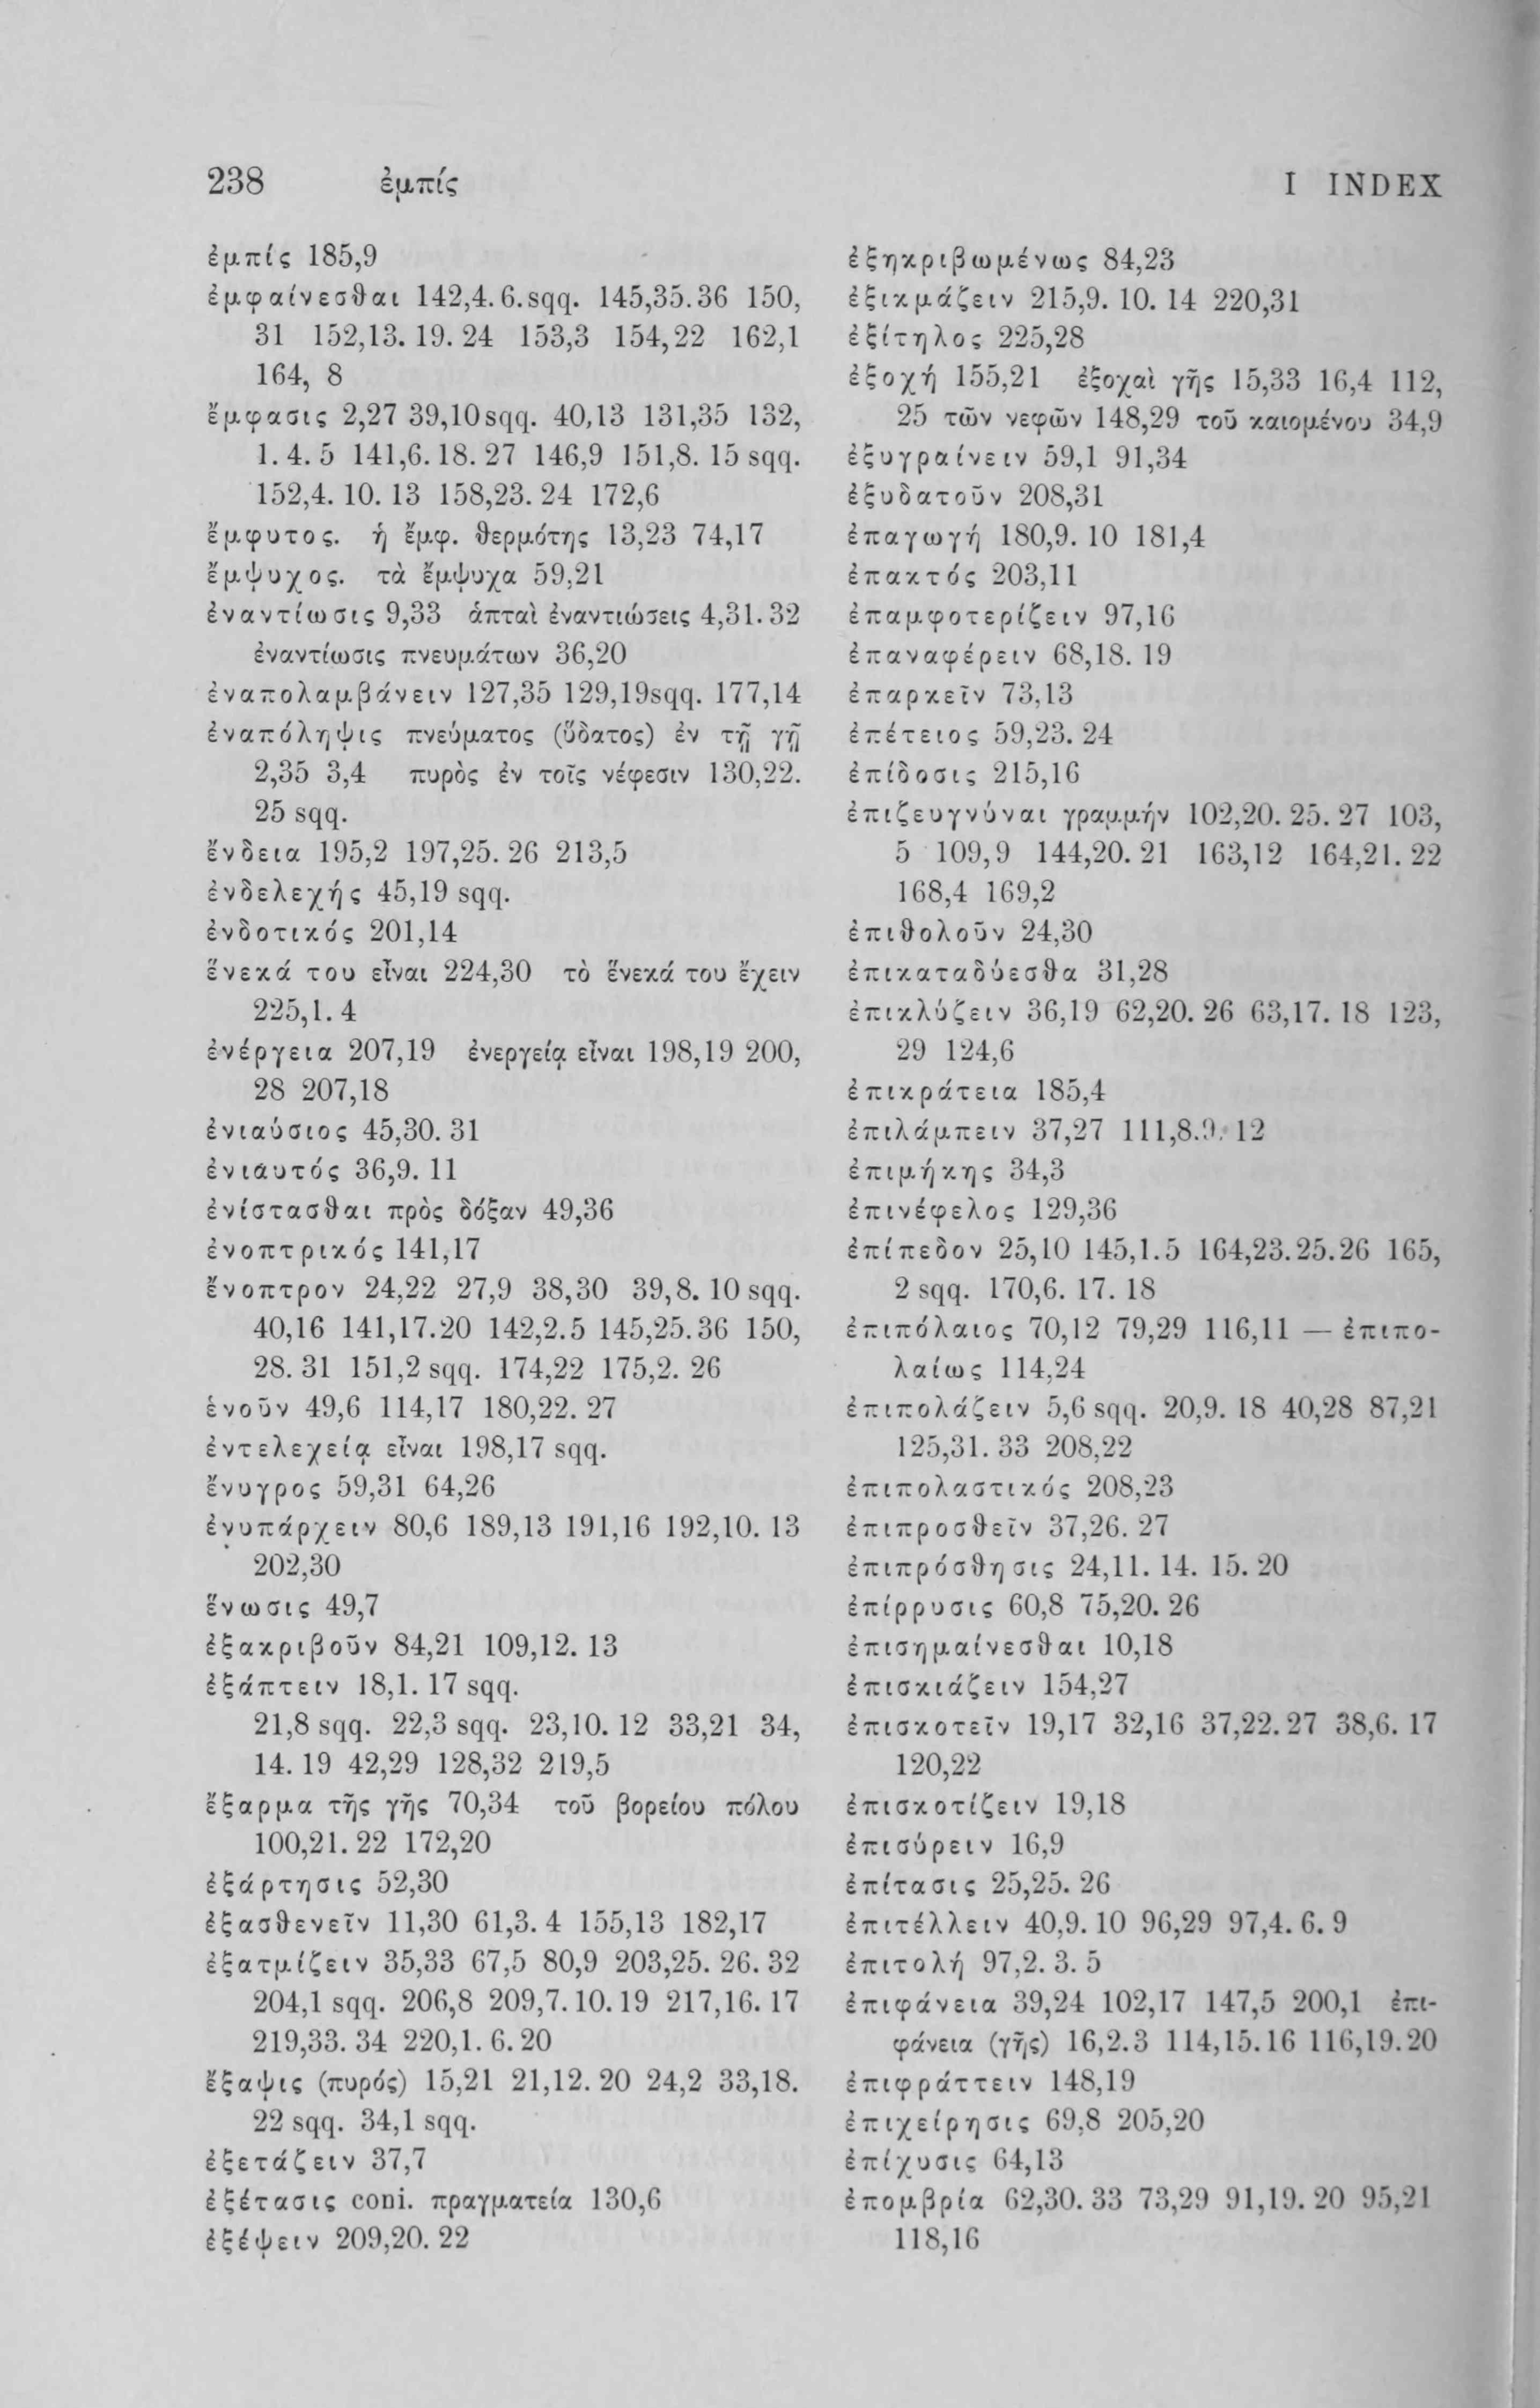 238 ἐμπίς I INDEX
ἐμπίς 185,9
ἐμφαίνεσθαι 142,4. 6. sqq. 145,35. 36 150,
31 152,13. 19. 24 153,3 154,22 162,1
164, 8
ἔμφασις 2,27 39,10 sqq. 40,13 131,35 132,
1. 4. 5 141,6. 18. 27 146,9 151,8. 15 sqq.
152,4. 10. 13 158,23. 24 172,6
ἔμφυτος. ἡ ἔμφ. θερμότης 13,23 74,17
ἔμψυχος. τὰ ἔμψυχα 59,21
ἐναντίωσις 9,33 ἁπταὶ ἐναντιώσεις 4,31. 32
ἐναντίωσις πνευμάτων 36,20
ἐναπολαμβάνειν 127,35 129,19 sqq. 177,14
ἐναπόληψις πνεύματος (ὕδατος) ἐν τῇ γῇ
2,35 3,4 πυρὸς ἐν τοῖς νέφεσιν 130,22.
25 sqq.
ἔνδεια 195,2 197,25. 26 213,5
ἐνδελεχής 45,19 sqq.
ἐνδοτικός 201,14
ἕνεκά του εἶναι 224,30 τὸ ἕνεκά του ἔχειν
225,1. 4
ἐνέργεια 207,19 ἐνεργείᾳ εἶναι 198,19 200,
28 207,18
ἐνιαύσιος 45,30. 31
ἐνιαυτός 36,9. 11
ἐνίστασθαι πρὸς δόξαν 49,36
ἐνοπτρικός 141,17
ἔνοπτρον 24,22 27,9 38,30 39,8. 10 sqq.
40,16 141,17. 20 142,2. 5 145,25. 36 150,
28. 31 151,2 sqq. 174,22 175,2. 26
ἑνοῦν 49,6 114,17 180,22. 27
ἐντελεχείᾳ εἶναι 198,17 sqq.
ἔνυγρος 59,31 64,26
ἐνυπάρχειν 80,6 189,13 191,16 192,10. 13
202,30
ἕνωσις 49,7
ἐξακριβοῦν 84,21 109,12. 13
ἐξάπτειν 18,1. 17 sqq.
21,8 sqq. 22,3 sqq. 23,10. 12 33,21 34,
14. 19 42,29 128,32 219,5
ἔξαρμα τῆς γῆς 70,34 τοῦ βορείου πόλου
100,21. 22 172,20
ἐξάρτησις 52,30
ἐξασθενεῖν 11,30 61,3. 4 155,13 182,17
ἐξατμίζειν 35,33 67,5 80,9 203,25. 26. 32
204,1 sqq. 206,8 209,7. 10. 19 217,16. 17
219,33. 34 220,1. 6. 20
ἔξαψις (πυρός) 15,21 21,12. 20 24,2 33,18.
22 sqq. 34,1 sqq.
ἐξετάζειν 37,7
ἐξέτασις coni. πραγματεία 130,6
ἐξέψειν 209,20. 22
ἐξηκριβωμένως 84,23
ἐξικμάζειν 215,9. 10. 14 220,31
ἐξίτηλος 225,28
ἐξοχή 155,21 ἐξοχαὶ γῆς 15,33 16,4 112,
25 τῶν νεφῶν 148,29 τοῦ καιομένου 34,9
ἐξυγραίνειν 59,1 91,34
ἐξυδατοῦν 208,31
ἐπαγωγή 180,9. 10 181,4
ἐπακτός 203,11
ἐπαμφοτερίζειν 97,16
ἐπαναφέρειν 68,18. 19
ἐπαρκεῖν 73,13
ἐπέτειος 59,23. 24
ἐπίδοσις 215,16
ἐπιζευγνύναι γραμμήν 102,20. 25. 27 103,
5 109,9 144,20. 21 163,12 164,21. 22
168,4 169,2
ἐπιθολοῦν 24,30
ἐπικαταδύεσθα 31,28
ἐπικλύζειν 36,19 62,20. 26 63,17. 18 123,
29 124,6
ἐπικράτεια 185,4
ἐπιλάμπειν 37,27 111,8. 9. 12
ἐπιμήκης 34,3
ἐπινέφελος 129,36
ἐπίπεδον 25,10 145,1. 5 164,23. 25. 26 165,
2 sqq. 170,6. 17. 18
ἐπιπόλαιος 70,12 79,29 116,11 — ἐπιπο-
λαίως 114,24
ἐπιπολάζειν 5,6 sqq. 20,9. 18 40,28 87,21
125,31. 33 208,22
ἐπιπολαστικός 208,23
ἐπιπροσθεῖν 37,26. 27
ἐπιπρόσθησις 24,11. 14. 15. 20
ἐπίρρυσις 60,8 75,20. 26
ἐπισημαίνεσθαι 10,18
ἐπισκιάζειν 154,27
ἐπισκοτεῖν 19,17 32,16 37,22. 27 38,6. 17
120,22
ἐπισκοτίζειν 19,18
ἐπισύρειν 16,9
ἐπίτασις 25,25. 26
ἐπιτέλλειν 40,9. 10 96,29 97,4. 6. 9
ἐπιτολή 97,2. 3. 5
ἐπιφάνεια 39,24 102,17 147,5 200,1 ἐπι-
φάνεια (γῆς) 16,2. 3 114,15. 16 116,19. 20
ἐπιφράττειν 148,19
ἐπιχείρησις 69,8 205,20
ἐπίχυσις 64,13
ἐπομβρία 62,30. 33 73,29 91,19. 20 95,21
118,16